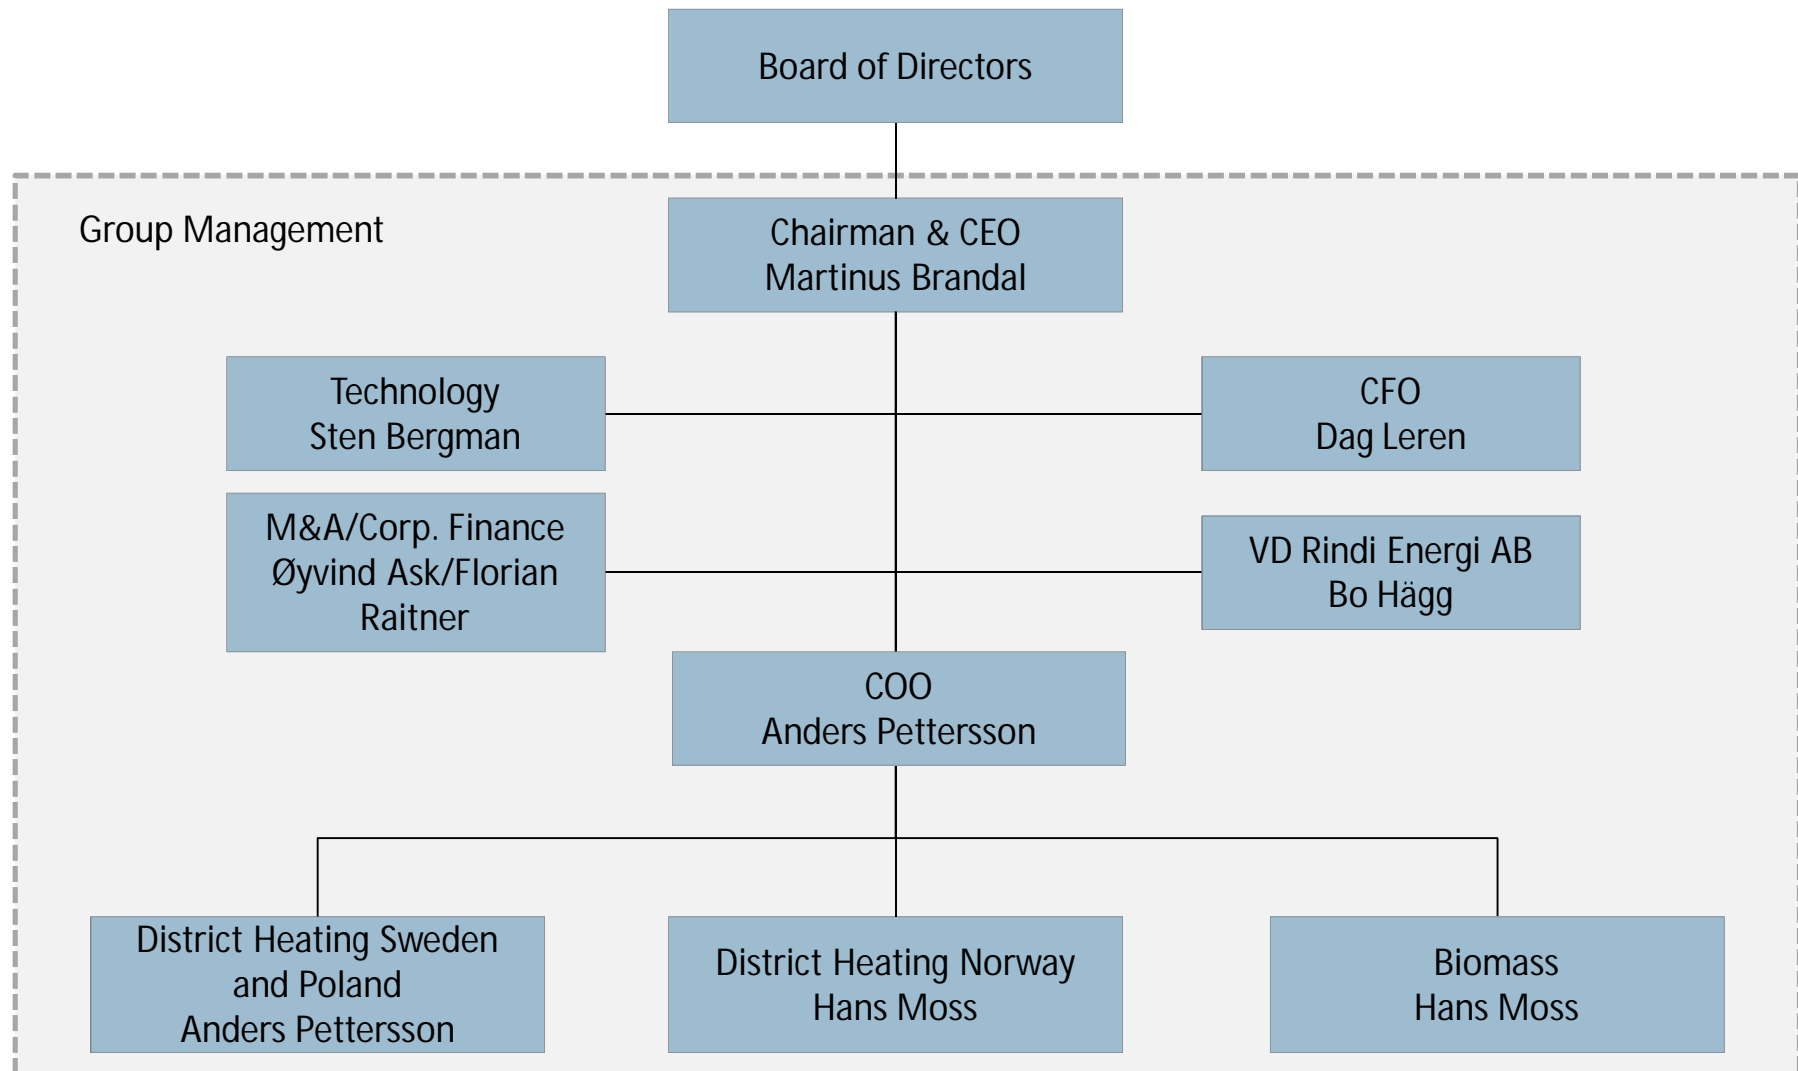 Board of Directors
Group Management
Chairman & CEO
Martinus Brandal
Technology
Sten Bergman
CFO
Dag Leren
M&A/Corp. Finance
Øyvind Ask/Florian
Raitner
VD Rindi Energi AB
Bo Hägg
COO
Anders Pettersson
District Heating Sweden
and Poland
Anders Pettersson
District Heating Norway
Hans Moss
Biomass
Hans Moss